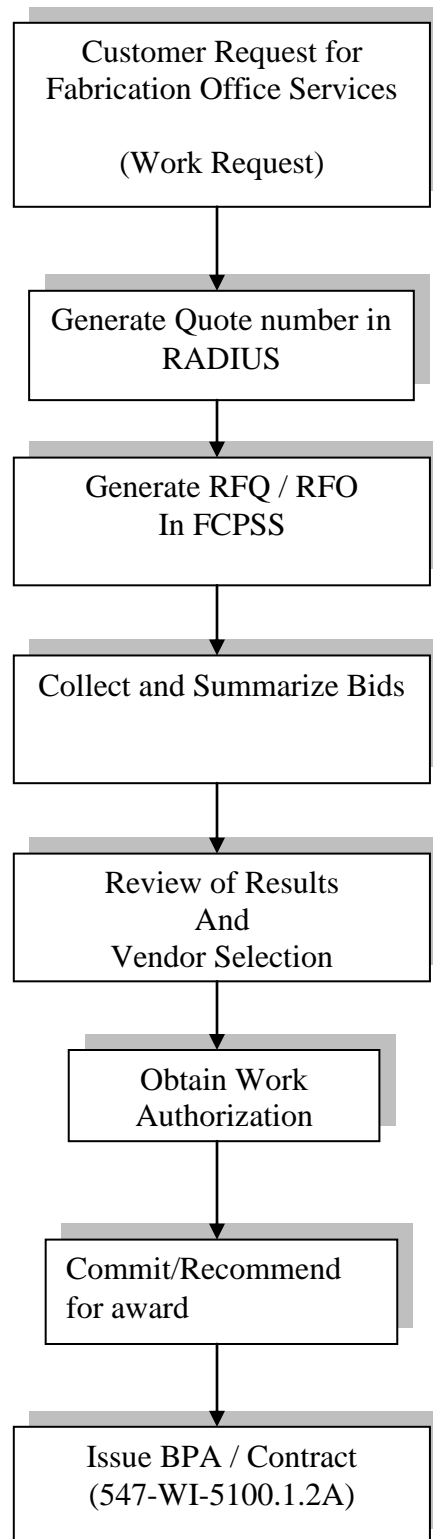 Customer Request for
Fabrication Office Services
(Work Request)
Generate Quote number in
RADIUS
Generate RFQ / RFO
In FCPSS
Collect and Summarize Bids
Review of Results
And
Vendor Selection
Obtain Work
Authorization
Commit/Recommend
for award
Issue BPA / Contract
(547-WI-5100.1.2A)